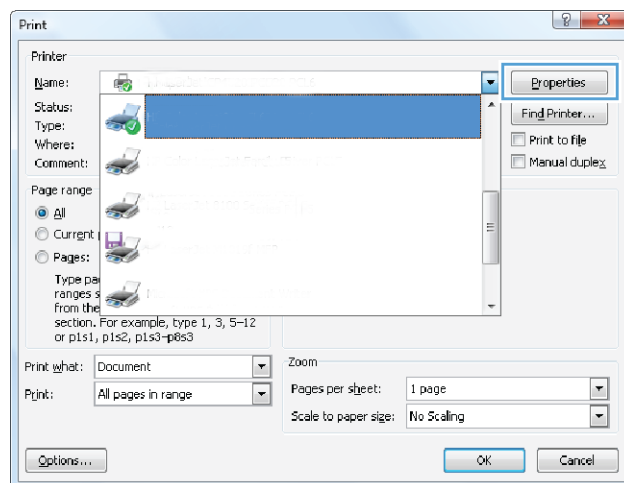 Print
Printer
Name:
Properties
Status:
Find Printer...
Type:
Where:
Print to file
Comment:
Manual duplex
Page range
All
Current
Pages:
Type
ranges
from the
section. For example, type 1, 3, 5–12
or p1s1, p1s2, p1s3–p8s3
Print what: Document
Print: All pages in range
Zoom
Pages per sheet: 1 page
Scale to paper size: No Scaling
Options...
OK
Cancel